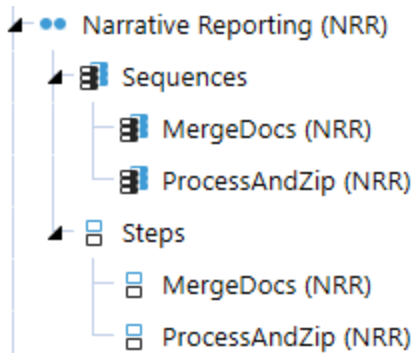 Narrative Reporting (NRR)
Sequences
MergeDocs (NRR)
ProcessAndZip (NRR)
Steps
MergeDocs (NRR)
ProcessAndZip (NRR)